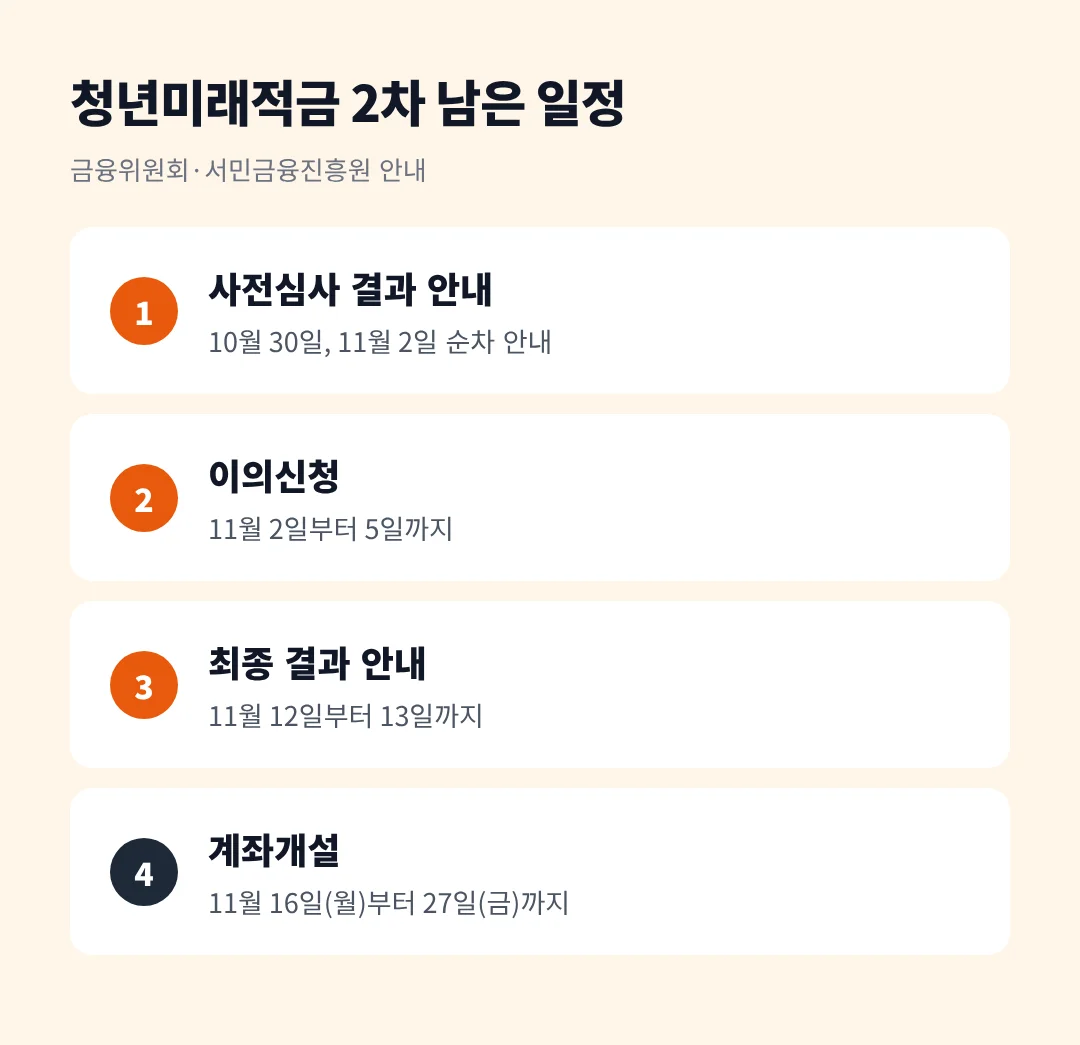 청년미래적금 2차 남은 일정
금융위원회·서민금융진흥원 안내
1
사전심사 결과 안내
10월 30일, 11월 2일 순차 안내
2
이의신청
11월 2일부터 5일까지
3
최종 결과 안내
11월 12일부터 13일까지
4
계좌개설
11월 16일(월)부터 27일(금)까지